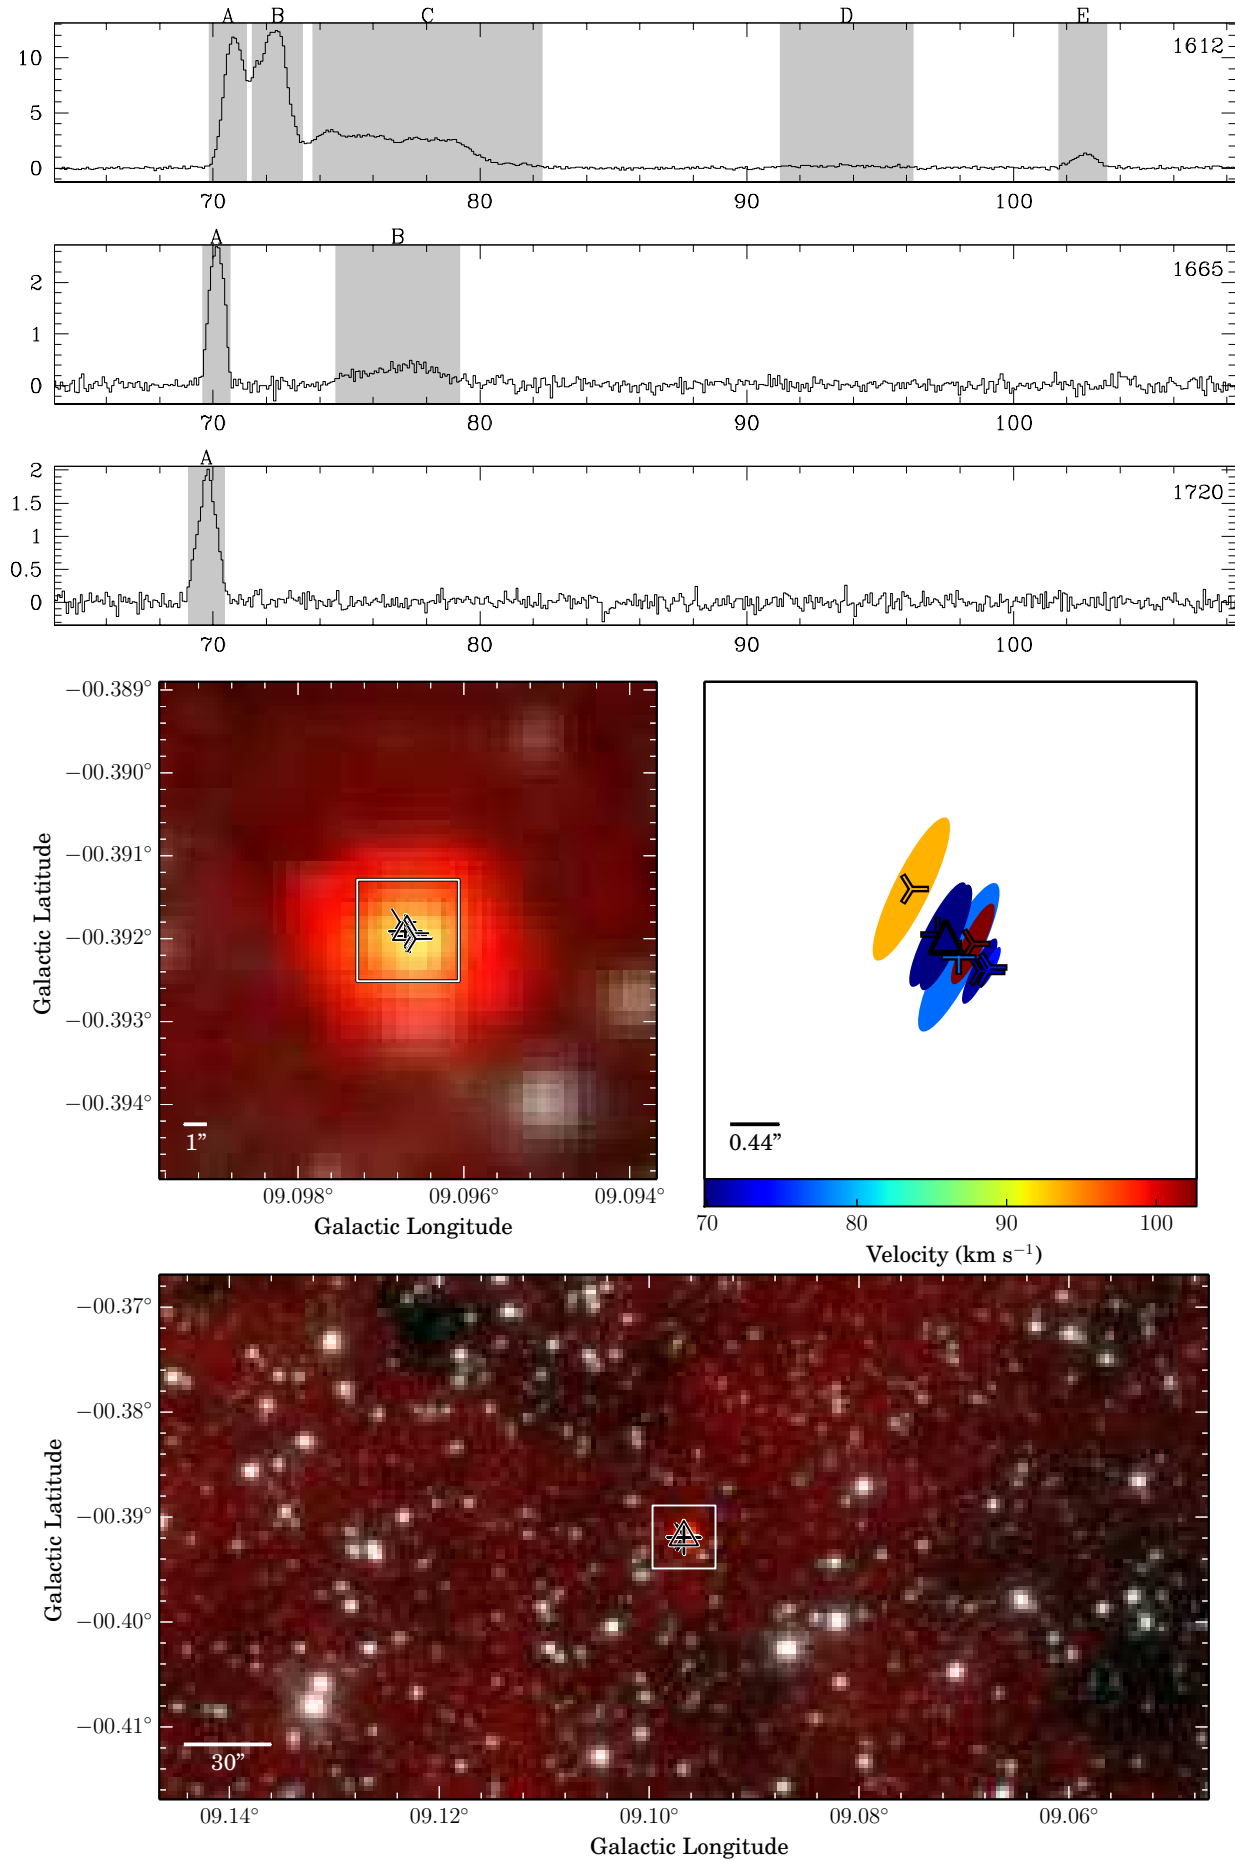 A B C D E
1612
10
5
0
70 80 90 100
A B
1665
2
1
0
70 80 90 100
A
1720
2
1.5
1
0.5
0
70 80 90 100
−00.389°
−00.390°
−00.391°
−00.392°
−00.393°
−00.394°
Galactic Latitude
1”
09.098° 09.096° 09.094°
Galactic Longitude
0.44”
70 80 90 100
Velocity (km s⁻¹)
−00.37°
−00.38°
−00.39°
−00.40°
−00.41°
Galactic Latitude
30”
09.14° 09.12° 09.10° 09.08° 09.06°
Galactic Longitude